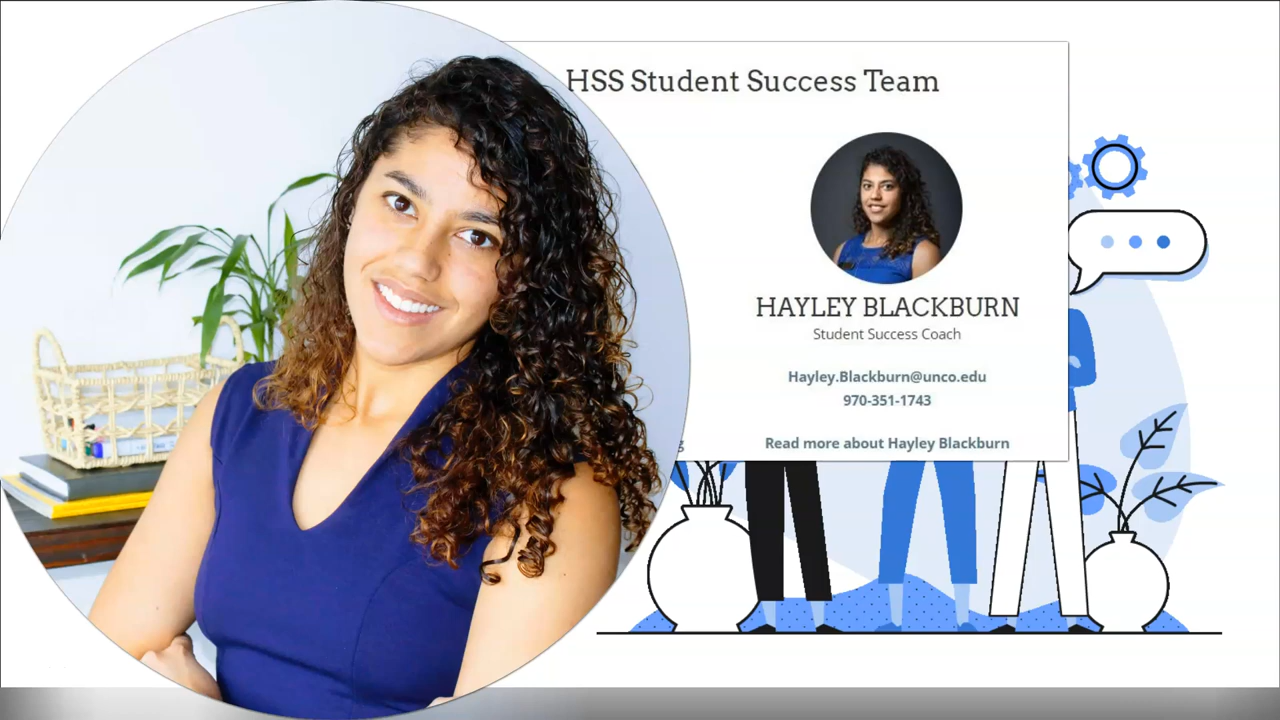 HSS Student Success Team
HAYLEY BLACKBURN
Student Success Coach
Hayley.Blackburn@unco.edu
970-351-1743
g
Read more about Hayley Blackburn